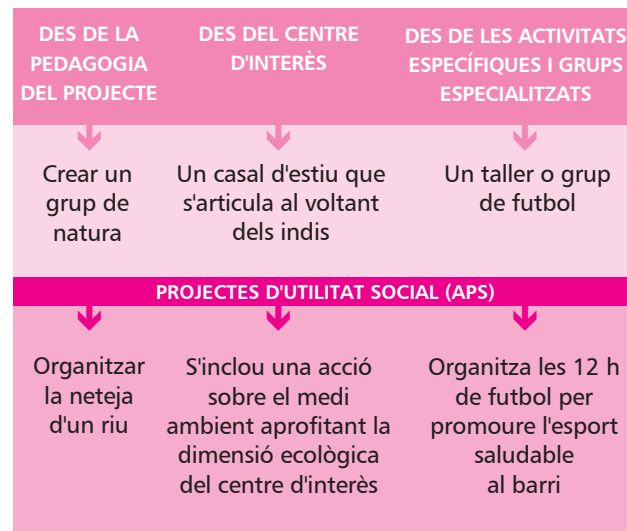 DES DE LA
PEDAGOGIA
DEL PROJECTE
DES DEL CENTRE
D'INTERÈS
DES DE LES ACTIVITATS
ESPECÍFIQUES I GRUPS
ESPECIALITZATS
Crear un
grup de
natura
Un casal d'estiu que
s'articula al voltant
dels indis
Un taller o grup
de futbol
PROJECTES D'UTILITAT SOCIAL (APS)
Organitzar
la neteja
d'un riu
S'inclou una acció
sobre el medi
ambient aprofitant la
dimensió ecològica
del centre d'interès
Organitza les 12 h
de futbol per
promoure l'esport
saludable
al barri